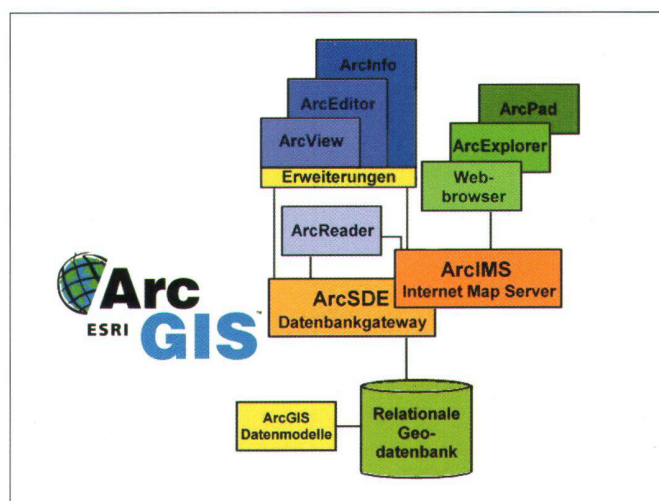 ArcInfo
ArcEditor
ArcView
Erweiterungen
ArcPad
ArcExplorer
Web-
browser
ArcReader
ArcIMS
Internet Map Server
ArcSDE
Datenbankgateway
Arc
ESRI
GIS™
ArcGIS
Datenmodelle
Relationale
Geo-
datenbank